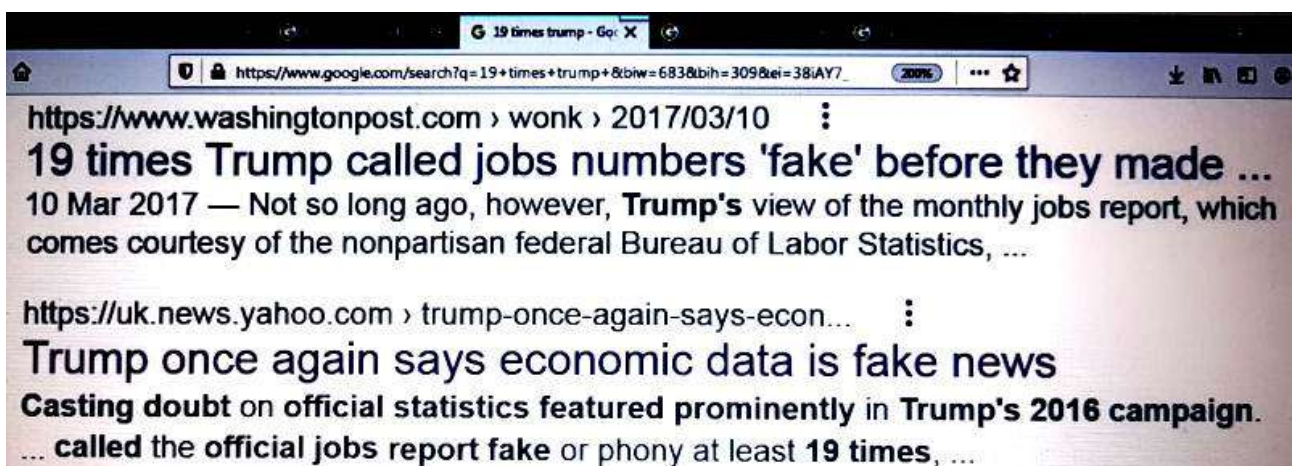 G 19 times trump - Goo
https://www.google.com/search?q=19+times+trump+&biw=683&bih=309&ei=38iAY7_
200%
https://www.washingtonpost.com › wonk › 2017/03/10
19 times Trump called jobs numbers 'fake' before they made ...
10 Mar 2017 — Not so long ago, however, Trump's view of the monthly jobs report, which
comes courtesy of the nonpartisan federal Bureau of Labor Statistics, ...
https://uk.news.yahoo.com › trump-once-again-says-econ...
Trump once again says economic data is fake news
Casting doubt on official statistics featured prominently in Trump's 2016 campaign.
... called the official jobs report fake or phony at least 19 times, ...